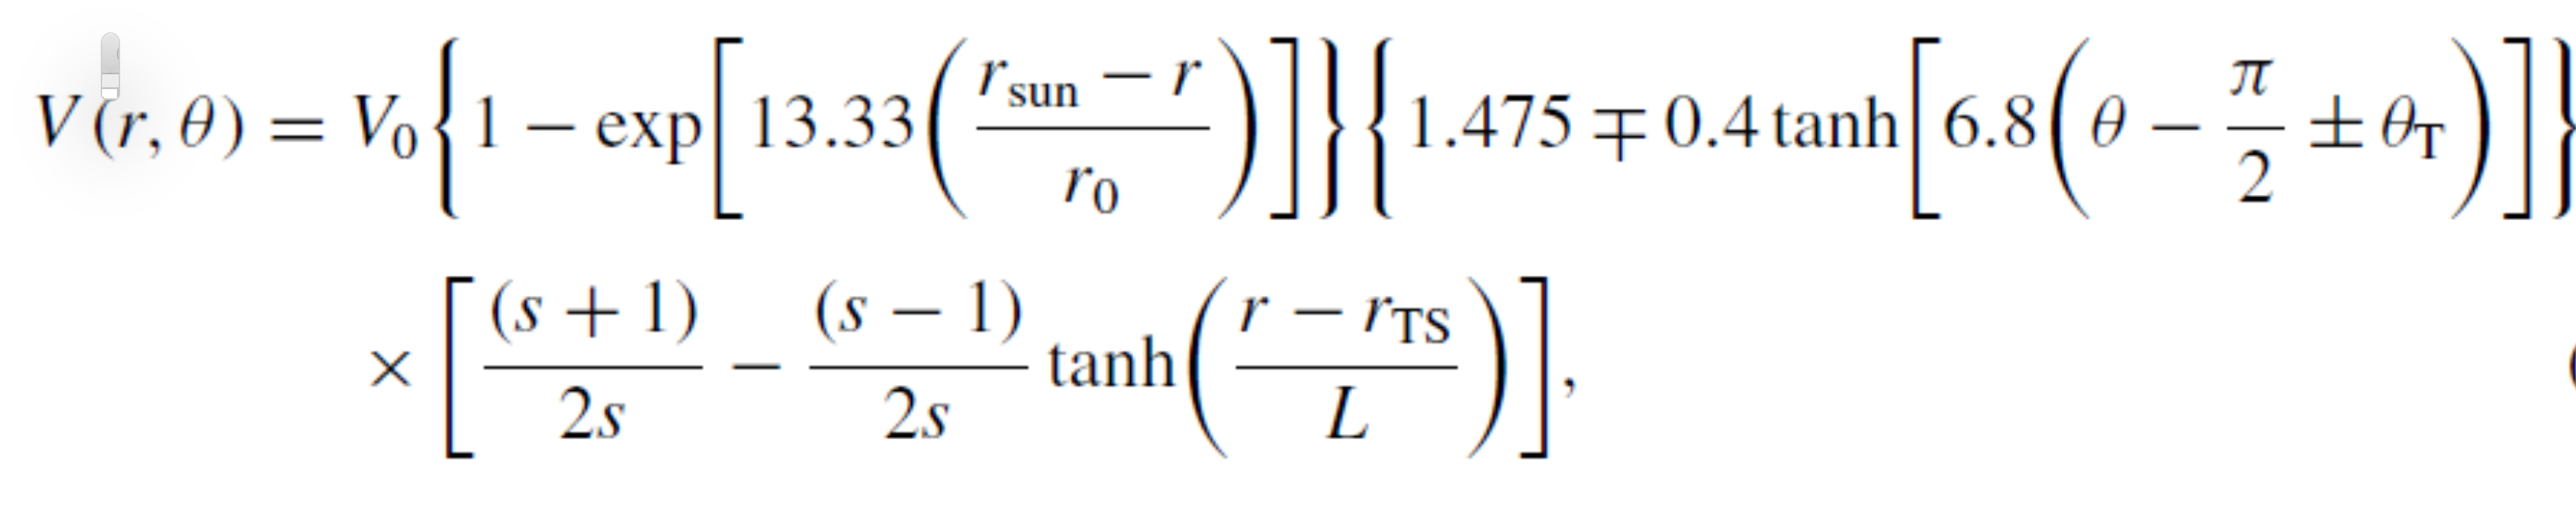 V(r, θ) = V₀{1 − exp[13.33((r_sun − r)/r₀)]}{1.475 ∓ 0.4 tanh[6.8(θ − π/2 ± θ_T)]}
× [(s + 1)/2s − (s − 1)/2s tanh((r − r_TS)/L)],